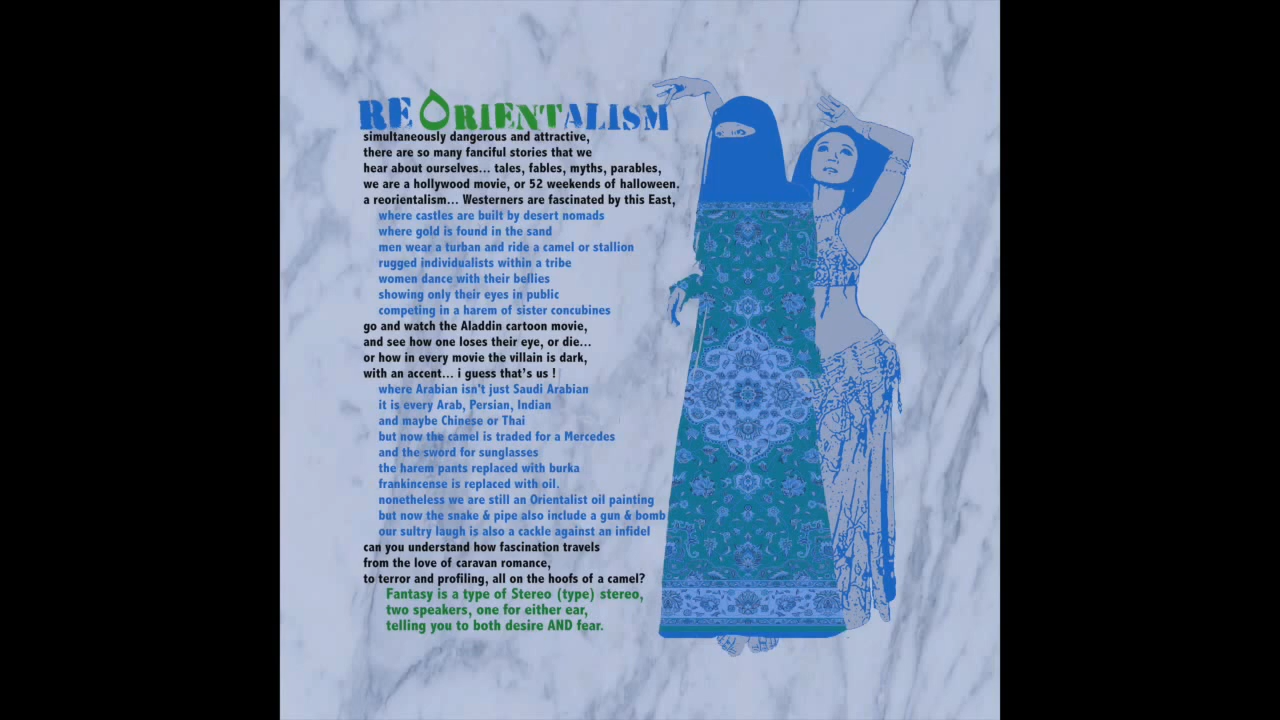 RE ORIENTALISM
simultaneously dangerous and attractive,
there are so many fanciful stories that we
hear about ourselves... tales, fables, myths, parables,
we are a hollywood movie, or 52 weekends of halloween.
a reorientalism... Westerners are fascinated by this East,
where castles are built by desert nomads
where gold is found in the sand
men wear a turban and ride a camel or stallion
rugged individualists within a tribe
women dance with their bellies
showing only their eyes in public
competing in a harem of sister concubines
go and watch the Aladdin cartoon movie,
and see how one loses their eye, or die...
or how in every movie the villain is dark,
with an accent... i guess that's us !
where Arabian isn't just Saudi Arabian
it is every Arab, Persian, Indian
and maybe Chinese or Thai
but now the camel is traded for a Mercedes
and the sword for sunglasses
the harem pants replaced with burka
frankincense is replaced with oil.
nonetheless we are still an Orientalist oil painting
but now the snake & pipe also include a gun & bomb
our sultry laugh is also a cackle against an infidel
can you understand how fascination travels
from the love of caravan romance,
to terror and profiling, all on the hoofs of a camel?
Fantasy is a type of Stereo (type) stereo,
two speakers, one for either ear,
telling you to both desire AND fear.